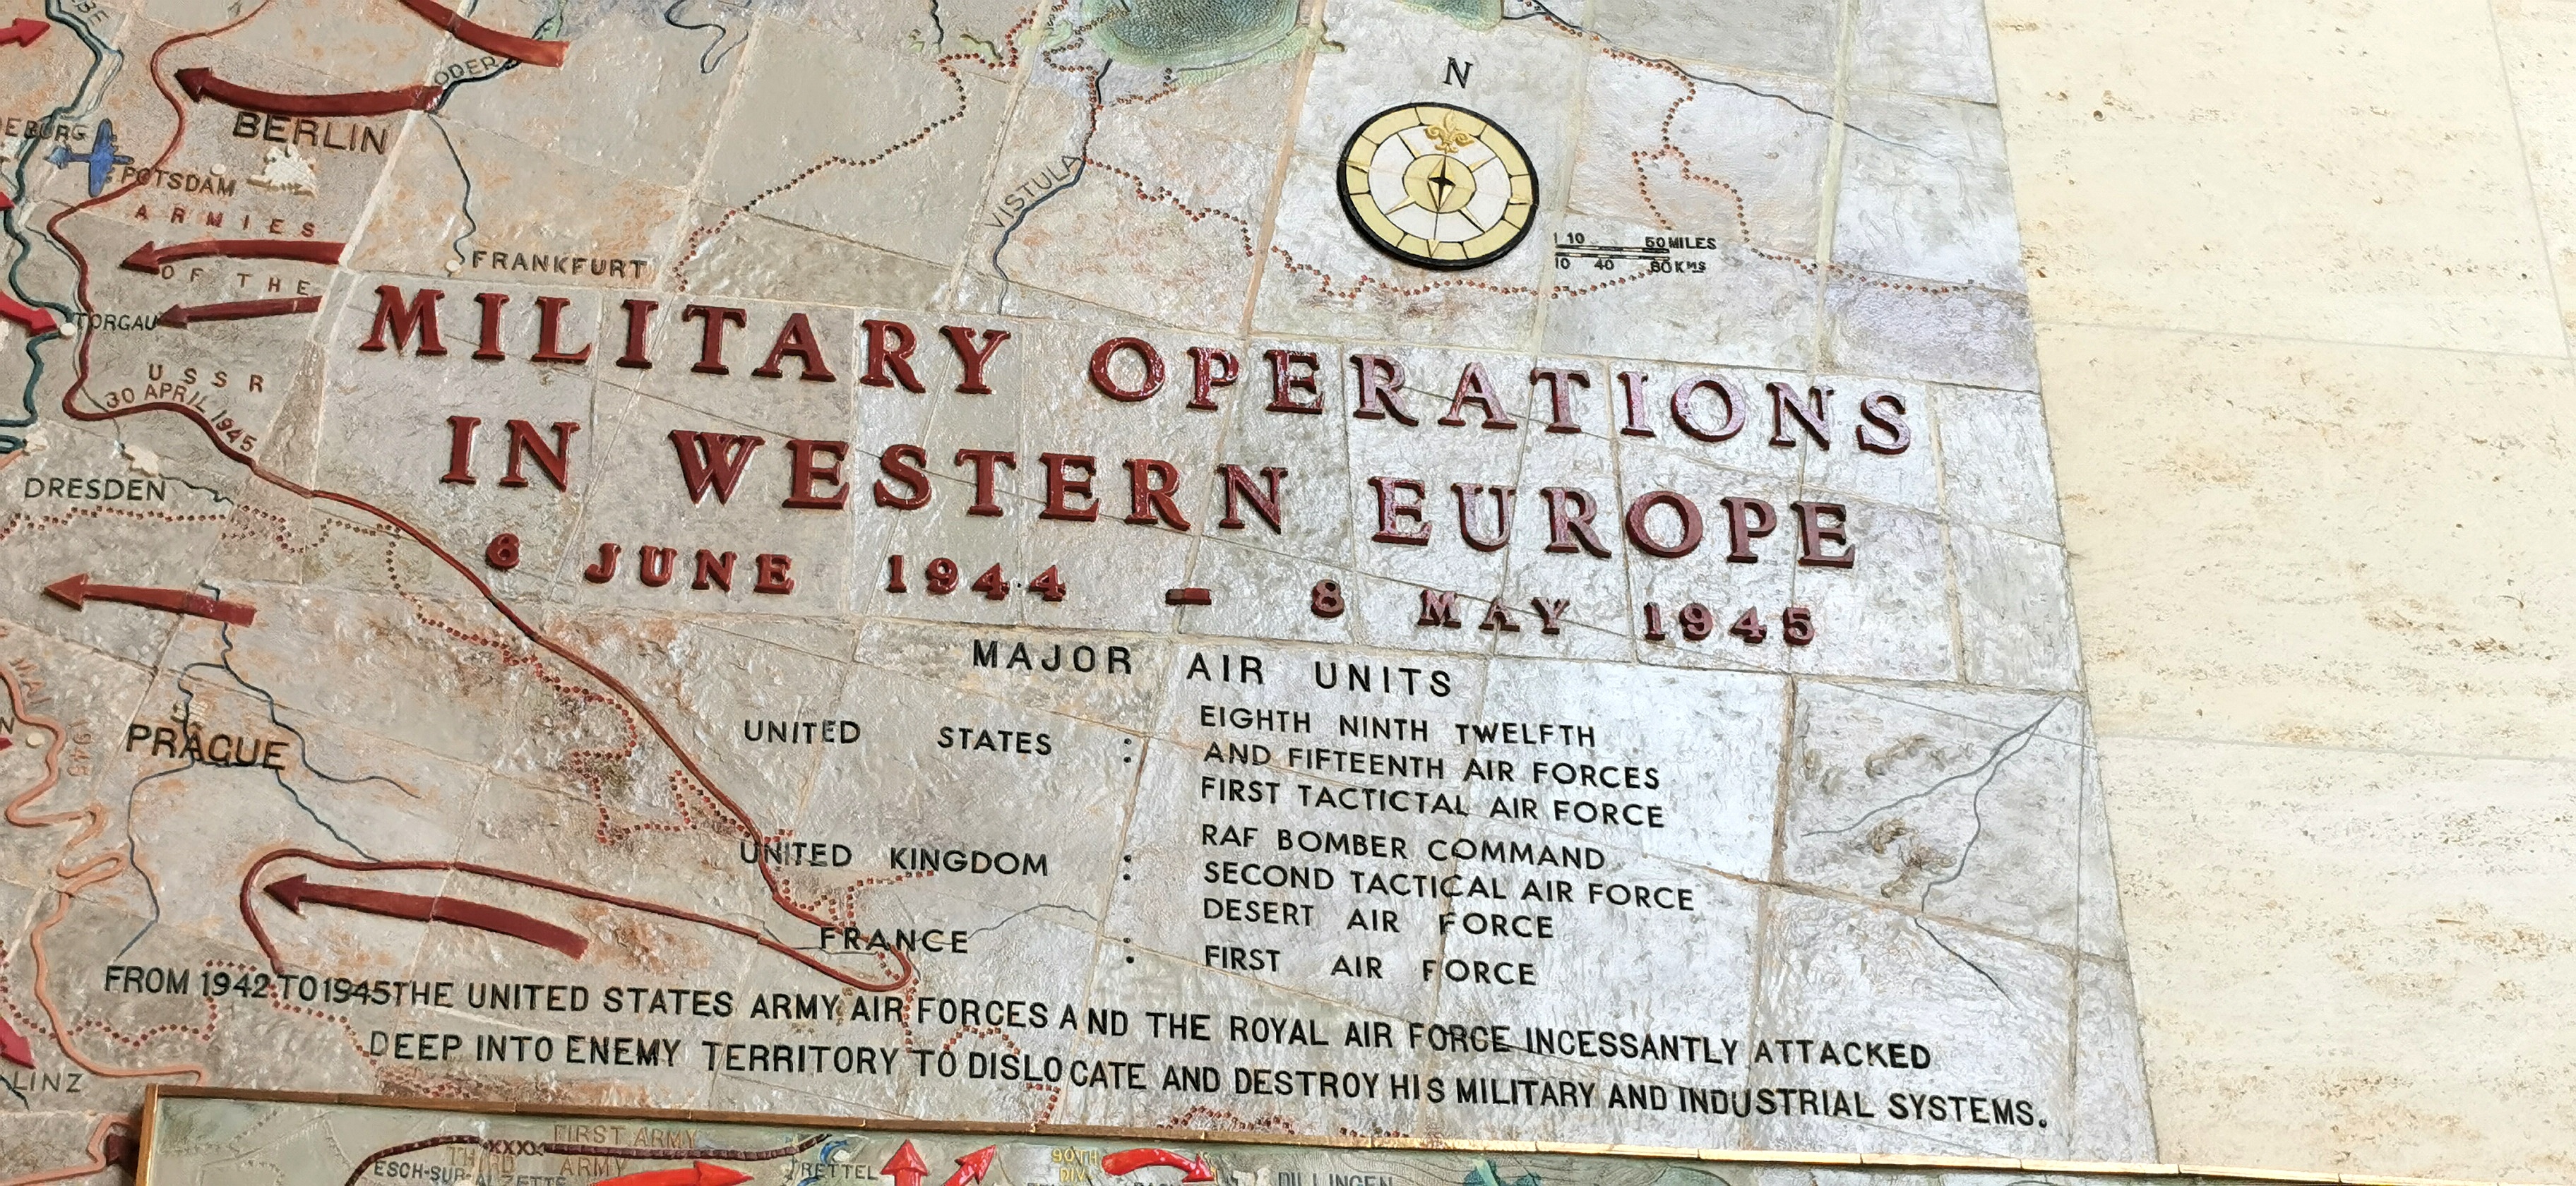 ODER
N
BERLIN
POTSDAM
VISTULA
ARMIES
1 10 50 MILES
10 40 80 KMS
OF THE
FRANKFURT
TORGAU
USSR
30 APRIL 1945
MILITARY OPERATIONS
IN WESTERN EUROPE
6 JUNE 1944 - 8 MAY 1945
DRESDEN
MAJOR AIR UNITS
UNITED STATES : EIGHTH NINTH TWELFTH
AND FIFTEENTH AIR FORCES
FIRST TACTICTAL AIR FORCE
PRAGUE
UNITED KINGDOM : RAF BOMBER COMMAND
SECOND TACTICAL AIR FORCE
DESERT AIR FORCE
FRANCE : FIRST AIR FORCE
FROM 1942 TO 1945 THE UNITED STATES ARMY AIR FORCES AND THE ROYAL AIR FORCE INCESSANTLY ATTACKED
DEEP INTO ENEMY TERRITORY TO DISLOCATE AND DESTROY HIS MILITARY AND INDUSTRIAL SYSTEMS.
LINZ
XXXX FIRST ARMY
THIRD ARMY
ESCH-SUR-ALZETTE
RETTEL
90TH
DIV
DILLINGEN